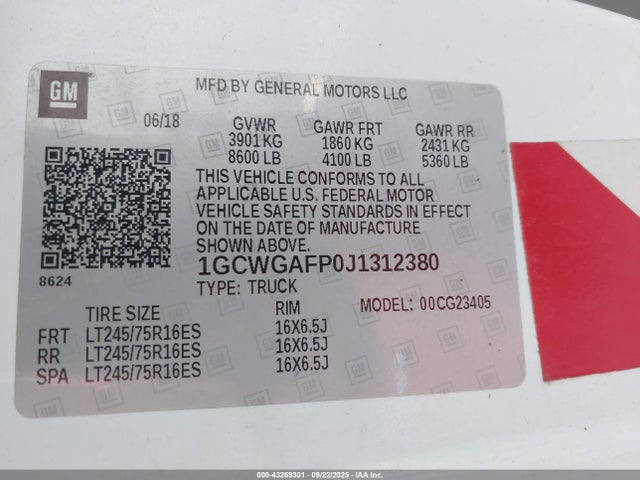 GM
MFD BY GENERAL MOTORS LLC
06/18
GVWR GAWR FRT GAWR RR
3901 KG 1860 KG 2431 KG
8600 LB 4100 LB 5360 LB
THIS VEHICLE CONFORMS TO ALL
APPLICABLE U.S. FEDERAL MOTOR
VEHICLE SAFETY STANDARDS IN EFFECT
ON THE DATE OF MANUFACTURE
SHOWN ABOVE.
1GCWGAFP0J1312380
8624
TYPE: TRUCK MODEL: 00CG23405
TIRE SIZE RIM
FRT LT245/75R16ES 16X6.5J
RR LT245/75R16ES 16X6.5J
SPA LT245/75R16ES 16X6.5J
000-43269301 - 09/22/2025 - IAA Inc.